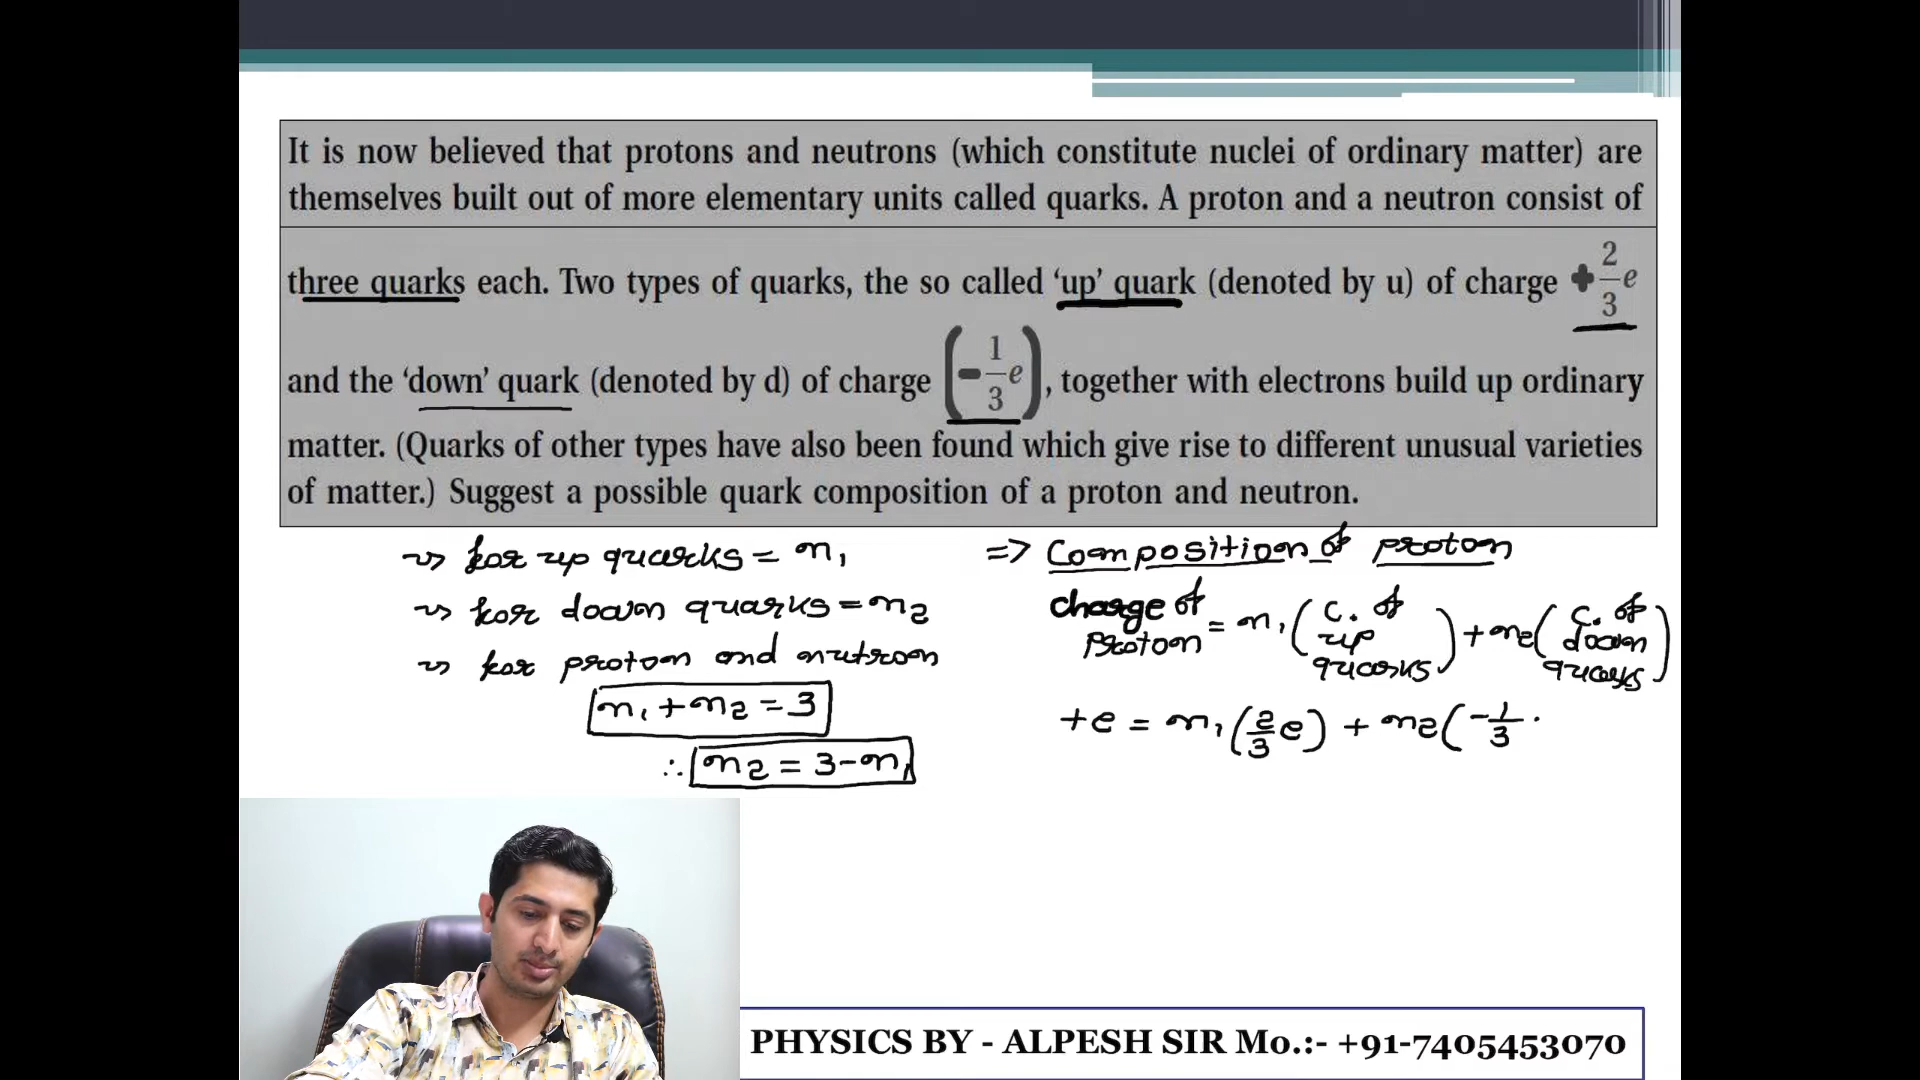 It is now believed that protons and neutrons (which constitute nuclei of ordinary matter) are
themselves built out of more elementary units called quarks. A proton and a neutron consist of
three quarks each. Two types of quarks, the so called ‘up’ quark (denoted by u) of charge + 2/3 e
and the ‘down’ quark (denoted by d) of charge (- 1/3 e), together with electrons build up ordinary
matter. (Quarks of other types have also been found which give rise to different unusual varieties
of matter.) Suggest a possible quark composition of a proton and neutron.
~> for up quarks = n₁
~> for down quarks = n₂
~> for proton and nutron
n₁ + n₂ = 3
∴ n₂ = 3 - n₁
=> Composition of proton
charge of proton = n₁ (C. of up quarks) + n₂ (C. of down quarks)
+e = n₁ (2/3 e) + n₂ (-1/3
PHYSICS BY - ALPESH SIR Mo.:- +91-7405453070